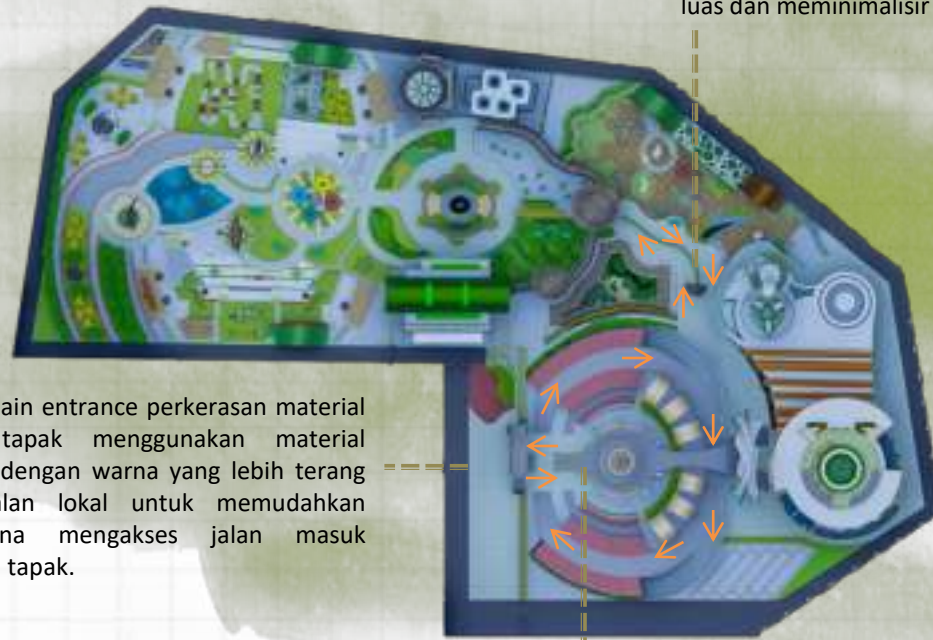 luas dan meminimalisir
ain entrance perkerasan material
tapak menggunakan material
dengan warna yang lebih terang
alan lokal untuk memudahkan
na mengakses jalan masuk
tapak.